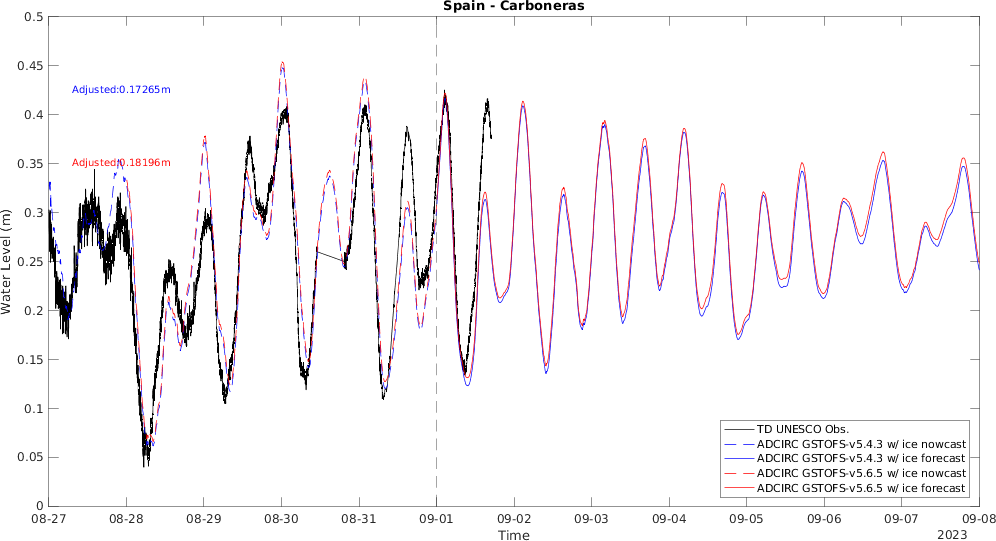 Spain - Carboneras
0.5
0.45
0.4
0.35
0.3
0.25
0.2
0.15
0.1
0.05
0
Water Level (m)
Adjusted:0.17265m
Adjusted:0.18196m
TD UNESCO Obs.
ADCIRC GSTOFS-v5.4.3 w/ ice nowcast
ADCIRC GSTOFS-v5.4.3 w/ ice forecast
ADCIRC GSTOFS-v5.6.5 w/ ice nowcast
ADCIRC GSTOFS-v5.6.5 w/ ice forecast
08-27 08-28 08-29 08-30 08-31 09-01 09-02 09-03 09-04 09-05 09-06 09-07 09-08
Time
2023